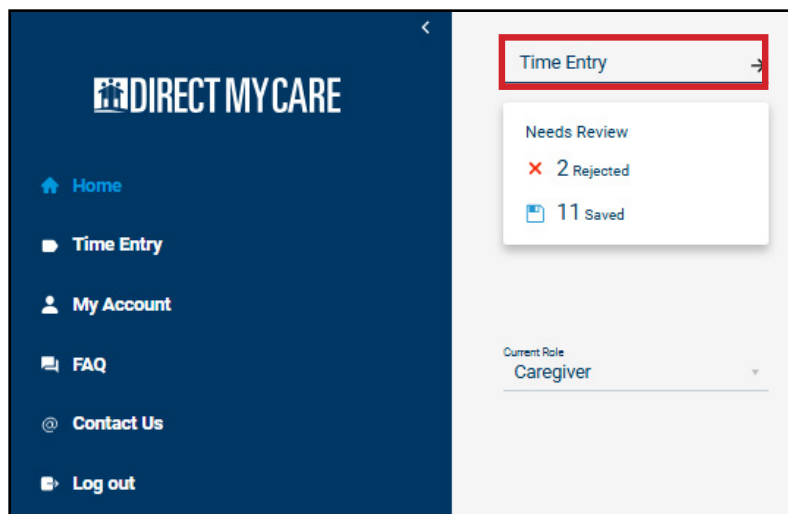 DIRECT MY CARE
Home
Time Entry
My Account
FAQ
@ Contact Us
Log out
Time Entry
Needs Review
2 Rejected
11 Saved
Current Role
Caregiver